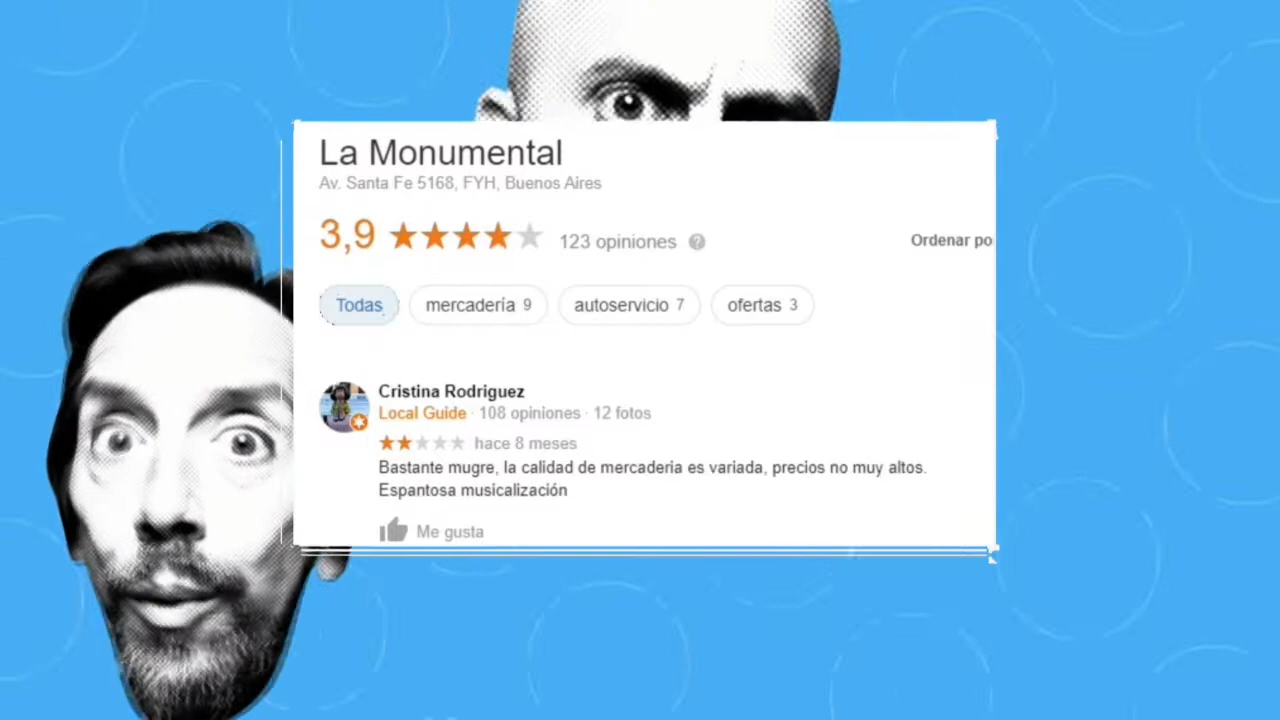 La Monumental
Av. Santa Fe 5168, FYH, Buenos Aires
3,9 123 opiniones ?
Ordenar po
Todas mercadería 9 autoservicio 7 ofertas 3
Cristina Rodriguez
Local Guide · 108 opiniones · 12 fotos
hace 8 meses
Bastante mugre, la calidad de mercaderia es variada, precios no muy altos.
Espantosa musicalización
Me gusta